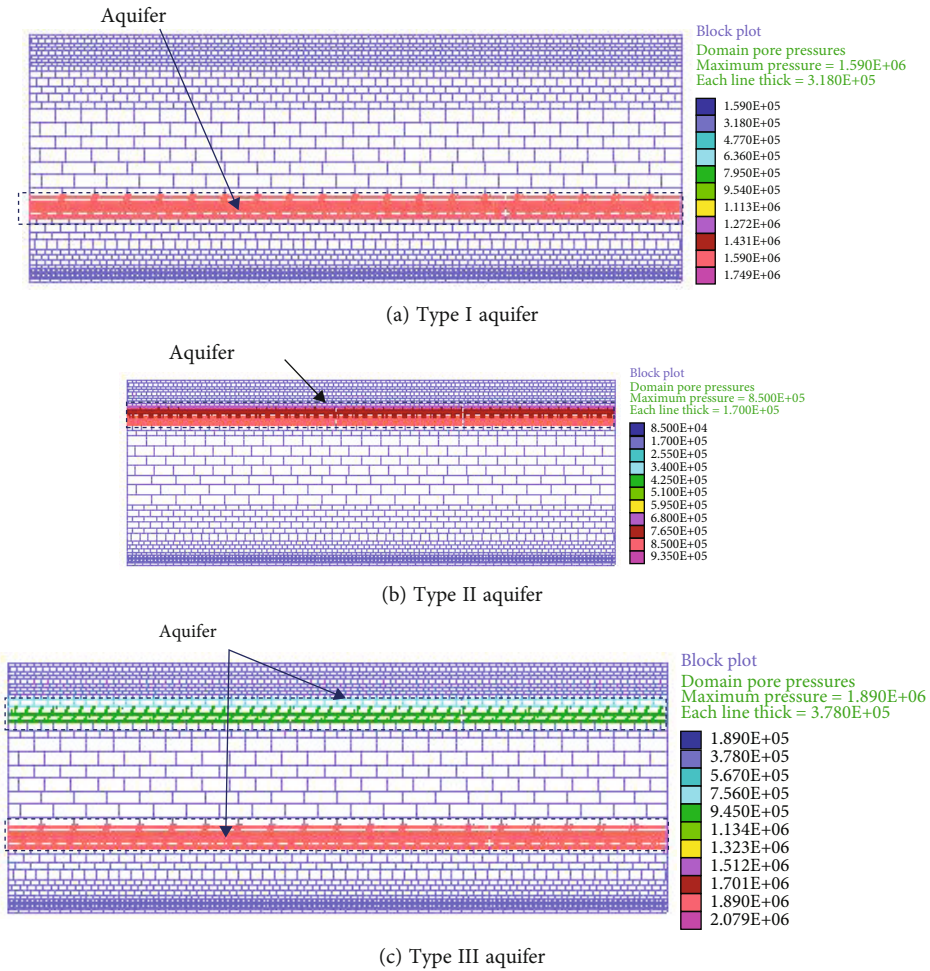 Aquifer
Block plot
Domain pore pressures
Maximum pressure = 1.590E+06
Each line thick = 3.180E+05
1.590E+05
3.180E+05
4.770E+05
6.360E+05
7.950E+05
9.540E+05
1.113E+06
1.272E+06
1.431E+06
1.590E+06
1.749E+06
(a) Type I aquifer
Aquifer
Block plot
Domain pore pressures
Maximum pressure = 8.500E+05
Each line thick = 1.700E+05
8.500E+04
1.700E+05
2.550E+05
3.400E+05
4.250E+05
5.100E+05
5.950E+05
6.800E+05
7.650E+05
8.500E+05
9.350E+05
(b) Type II aquifer
Aquifer
Block plot
Domain pore pressures
Maximum pressure = 1.890E+06
Each line thick = 3.780E+05
1.890E+05
3.780E+05
5.670E+05
7.560E+05
9.450E+05
1.134E+06
1.323E+06
1.512E+06
1.701E+06
1.890E+06
2.079E+06
(c) Type III aquifer